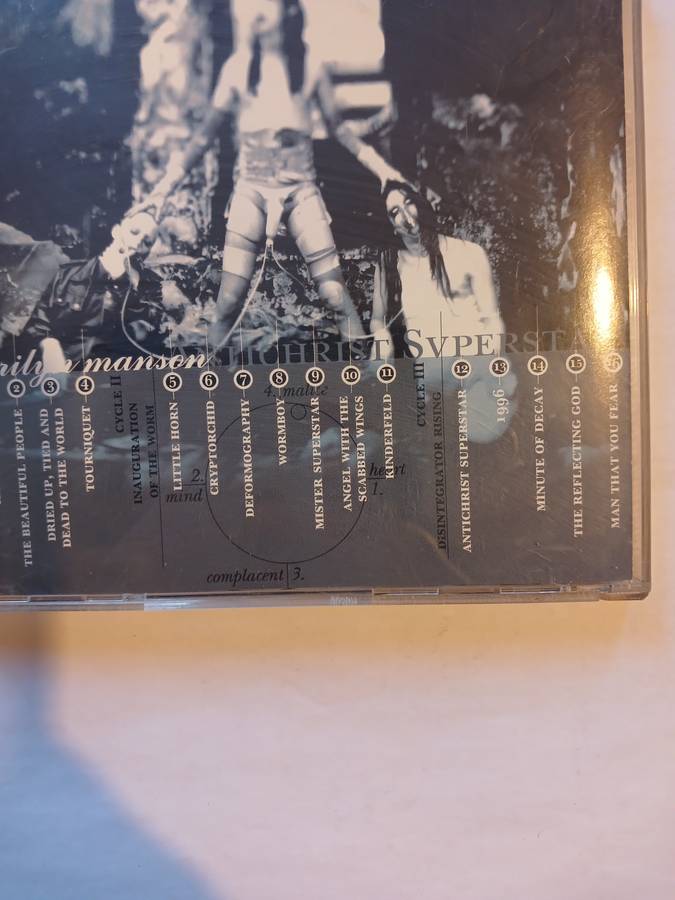 marilyn manson
ANTICHRIST SVPERSTA
2
THE BEAUTIFUL PEOPLE
3
DRIED UP, TIED AND
DEAD TO THE WORLD
4
TOURNIQUET
CYCLE II
INAUGURATION
OF THE WORM
5
LITTLE HORN
6
CRYPTORCHID
7
DEFORMOGRAPHY
8
WORMBOY
9
MISTER SUPERSTAR
10
ANGEL WITH THE
SCABBED WINGS
11
KINDERFELD
CYCLE III
DISINTEGRATOR RISING
12
ANTICHRIST SUPERSTAR
13
1996
14
MINUTE OF DECAY
15
THE REFLECTING GOD
16
MAN THAT YOU FEAR
4. malice
2.
mind
heart
1.
complacent 3.